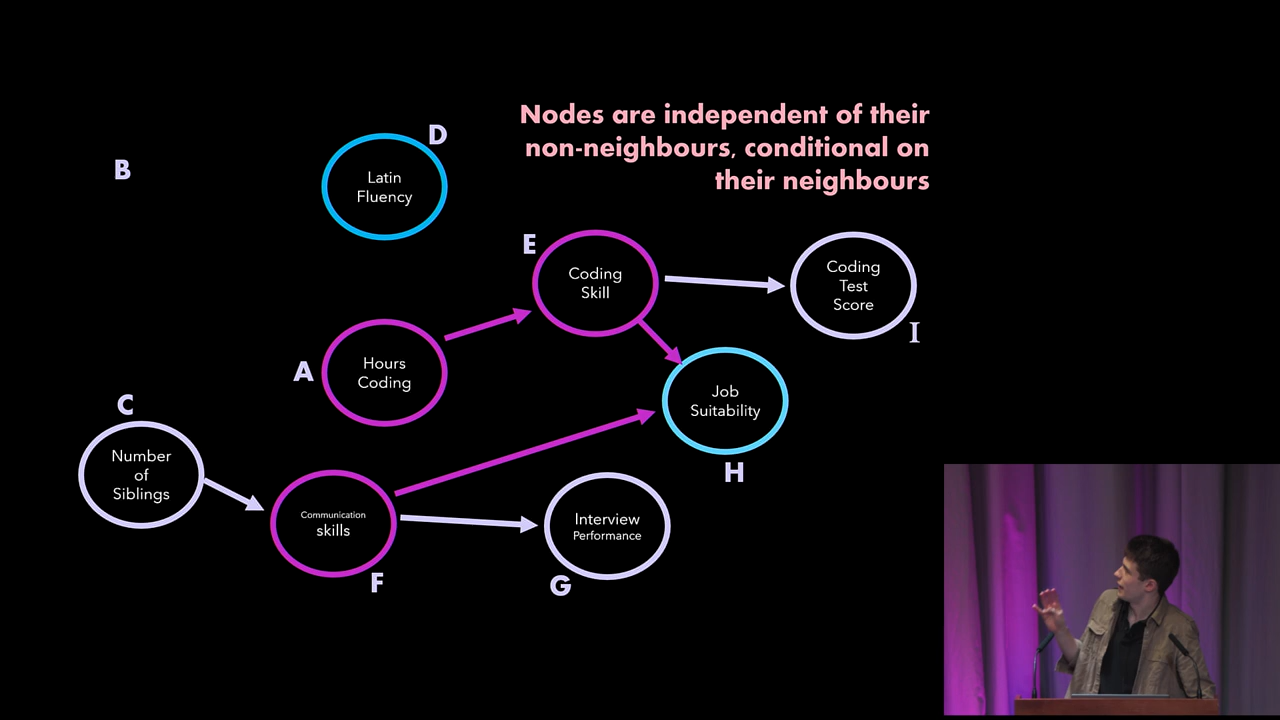 Nodes are independent of their
non-neighbours, conditional on
their neighbours
B
D
Latin
Fluency
E
Coding
Skill
Coding
Test
Score
I
A
Hours
Coding
Job
Suitability
H
C
Number
of
Siblings
Communication
skills
F
Interview
Performance
G